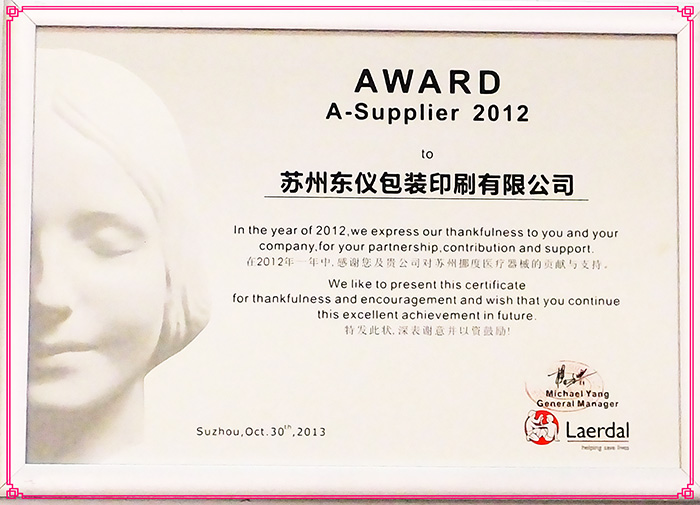 AWARD
A-Supplier 2012
to
苏州东仪包装印刷有限公司
In the year of 2012,we express our thankfulness to you and your
company,for your partnership,contribution and support.
在2012年一年中,感谢您及贵公司对苏州挪度医疗器械的贡献与支持。
We like to present this certificate
for thankfulness and encouragement and wish that you continue
this excellent achievement in future.
特发此状,深表谢意并以资鼓励!
Michael Yang
General Manager
Suzhou,Oct.30th,2013
Laerdal
helping save lives